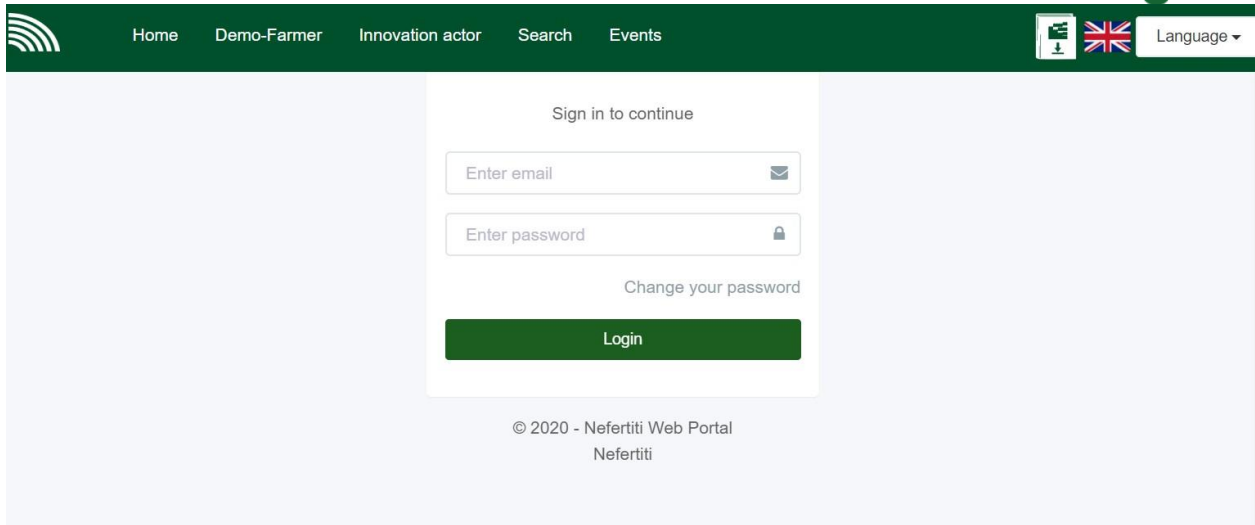 Home Demo-Farmer Innovation actor Search Events Language
Sign in to continue
Enter email
Enter password
Change your password
Login
© 2020 - Nefertiti Web Portal
Nefertiti